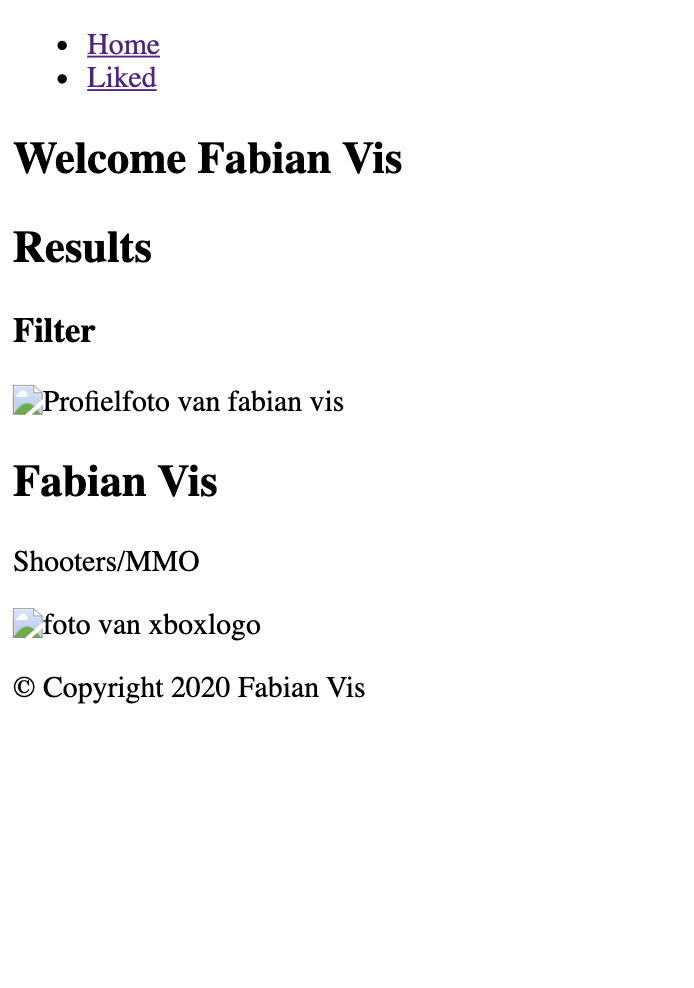 Home
Liked
Welcome Fabian Vis
Results
Filter
Profielfoto van fabian vis
Fabian Vis
Shooters/MMO
foto van xboxlogo
© Copyright 2020 Fabian Vis